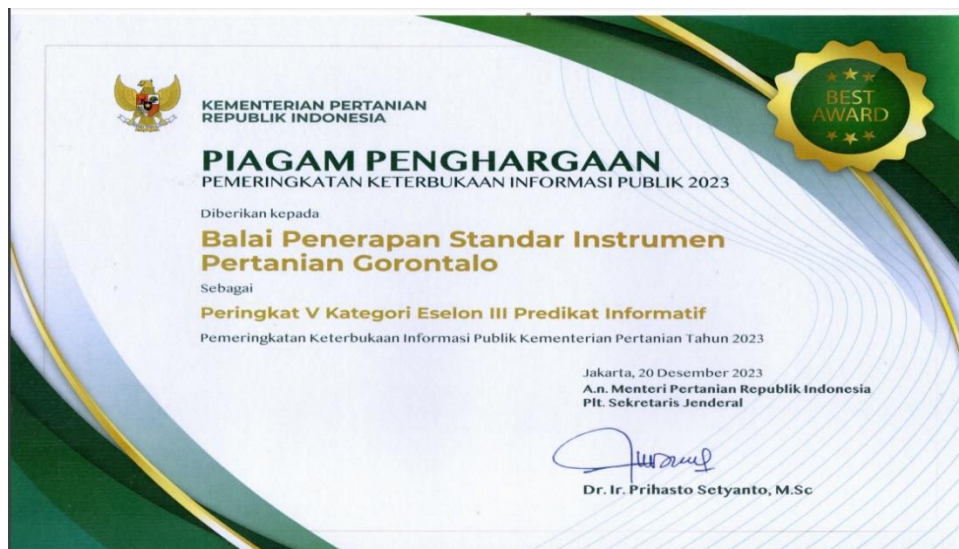 KEMENTERIAN PERTANIAN
REPUBLIK INDONESIA
BEST
AWARD
PIAGAM PENGHARGAAN
PEMERINGKATAN KETERBUKAAN INFORMASI PUBLIK 2023
Diberikan kepada
Balai Penerapan Standar Instrumen
Pertanian Gorontalo
Sebagai
Peringkat V Kategori Eselon III Predikat Informatif
Pemeringkatan Keterbukaan Informasi Publik Kementerian Pertanian Tahun 2023
Jakarta, 20 Desember 2023
A.n. Menteri Pertanian Republik Indonesia
Plt. Sekretaris Jenderal
Dr. Ir. Prihasto Setyanto, M.Sc